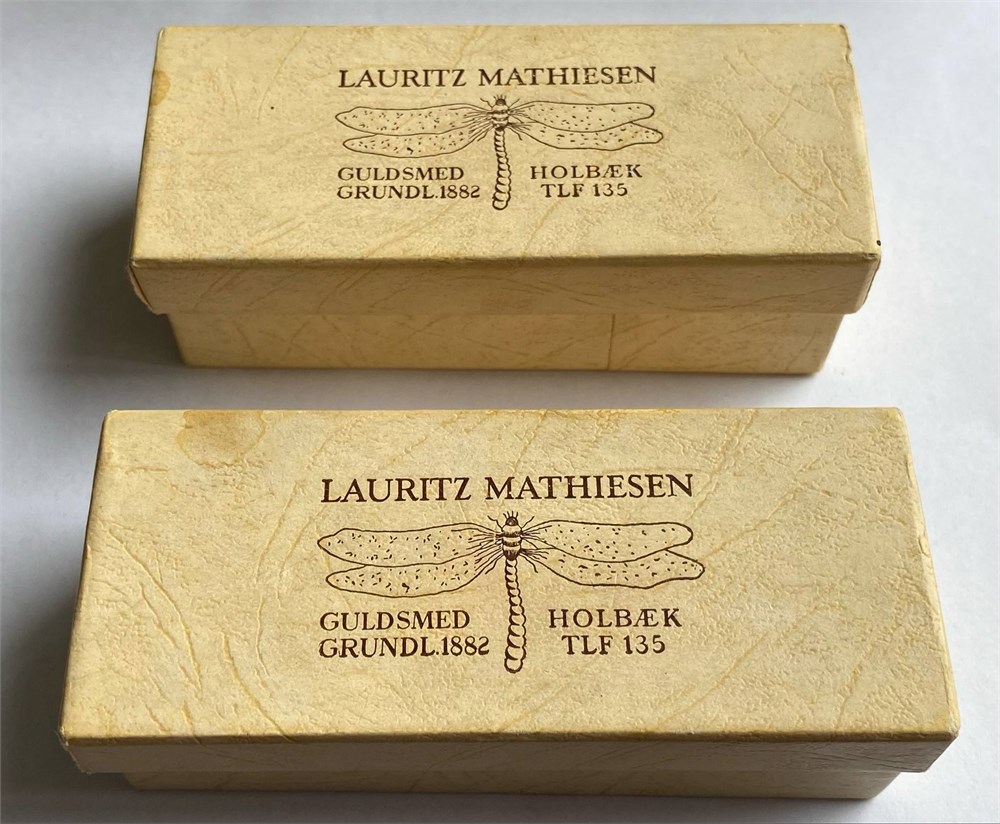 LAURITZ MATHIESEN
GULDSMED HOLBÆK
GRUNDL.1882 TLF 135
LAURITZ MATHIESEN
GULDSMED HOLBÆK
GRUNDL.1882 TLF 135